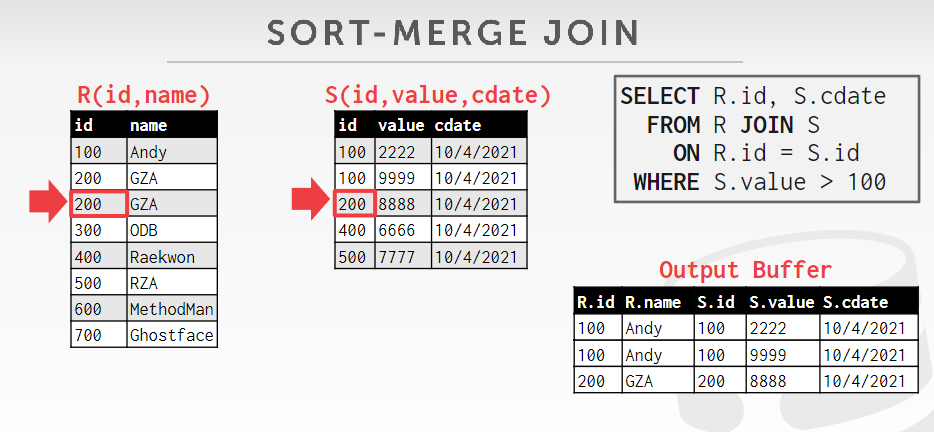 SORT-MERGE JOIN
R(id,name)
id name
100 Andy
200 GZA
200 GZA
300 ODB
400 Raekwon
500 RZA
600 MethodMan
700 Ghostface
S(id,value,cdate)
id value cdate
100 2222 10/4/2021
100 9999 10/4/2021
200 8888 10/4/2021
400 6666 10/4/2021
500 7777 10/4/2021
SELECT R.id, S.cdate
FROM R JOIN S
ON R.id = S.id
WHERE S.value > 100
Output Buffer
R.id R.name S.id S.value S.cdate
100 Andy 100 2222 10/4/2021
100 Andy 100 9999 10/4/2021
200 GZA 200 8888 10/4/2021